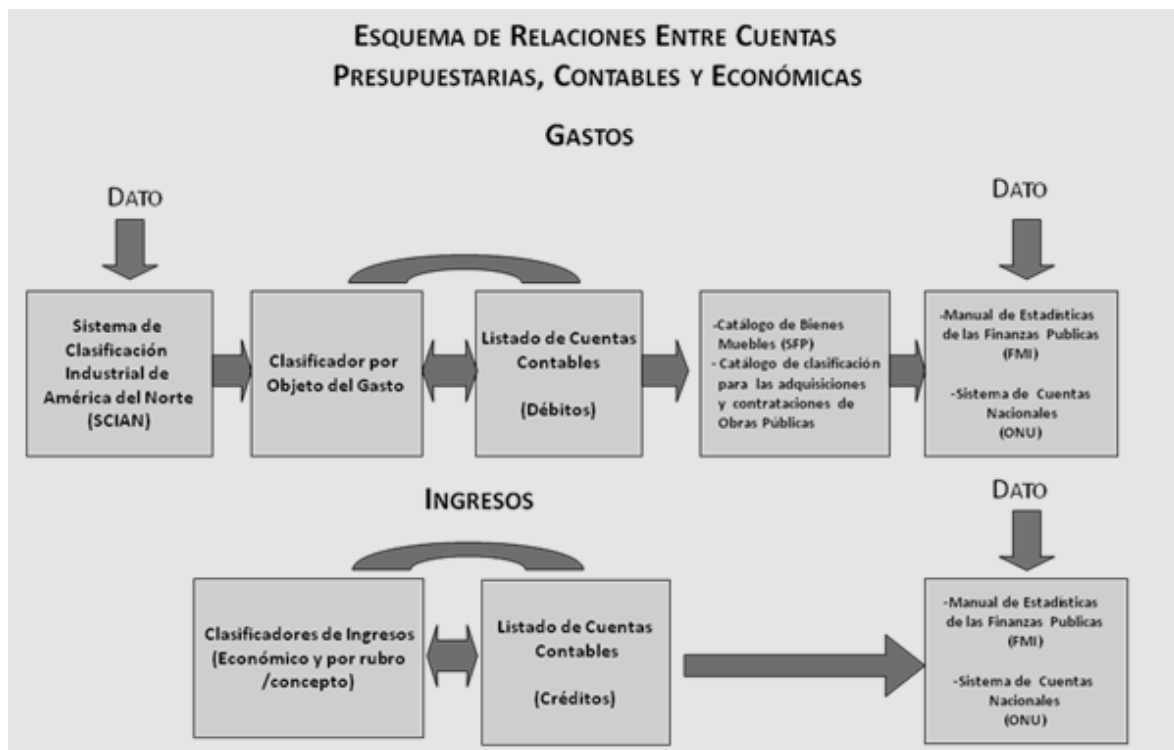 ESQUEMA DE RELACIONES ENTRE CUENTAS
PRESUPUESTARIAS, CONTABLES Y ECONÓMICAS
GASTOS
DATO
DATO
Sistema de
Clasificación
Industrial de
América del Norte
(SCIAN)
Clasificador por
Objeto del Gasto
Listado de Cuentas
Contables
(Débitos)
-Catálogo de Bienes
Muebles (SFP)
- Catálogo de clasificación
para las adquisiciones
y contrataciones de
Obras Públicas
-Manual de Estadísticas
de las Finanzas Publicas
(FMI)
-Sistema de Cuentas
Nacionales
(ONU)
INGRESOS
DATO
Clasificadores de Ingresos
(Económico y por rubro
/concepto)
Listado de Cuentas
Contables
(Créditos)
-Manual de Estadísticas
de las Finanzas Publicas
(FMI)
-Sistema de Cuentas
Nacionales
(ONU)